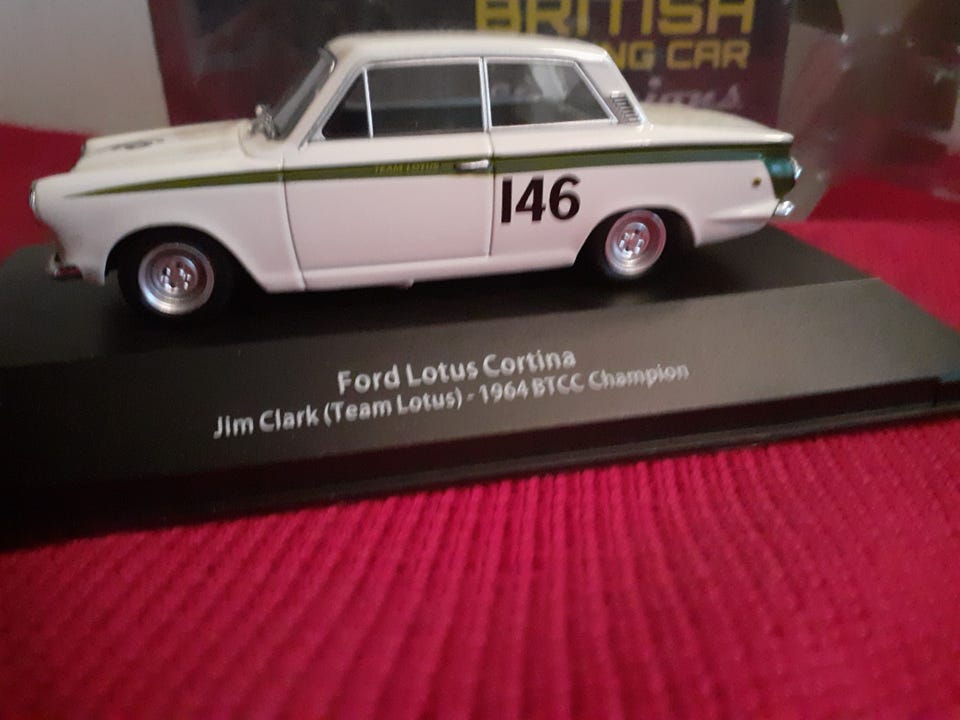 BRITISH
NG CAR
TEAM LOTUS
146
Ford Lotus Cortina
Jim Clark (Team Lotus) - 1964 BTCC Champion